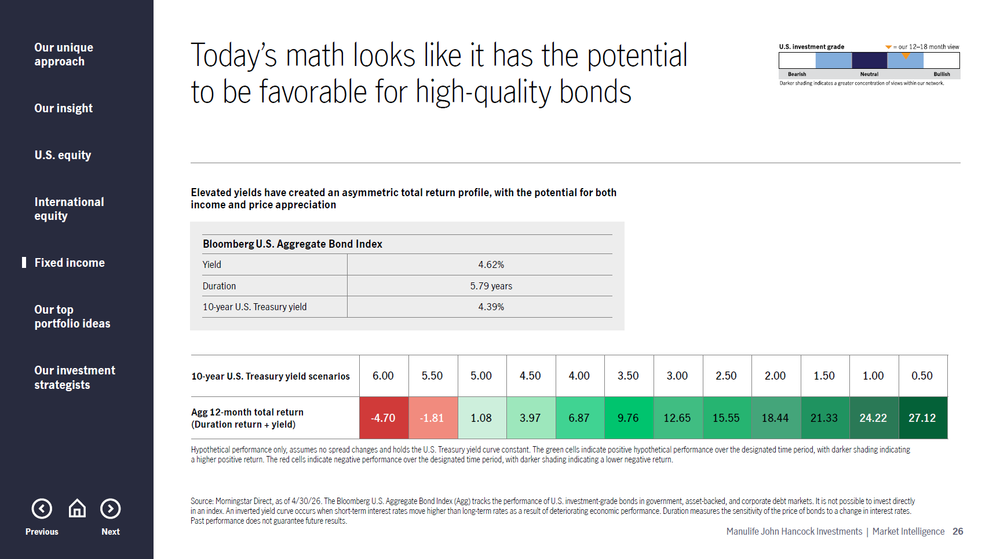 Our unique
approach
Our insight
U.S. equity
International
equity
Fixed income
Our top
portfolio ideas
Our investment
strategists
Previous
Next
Today’s math looks like it has the potential
to be favorable for high-quality bonds
U.S. investment grade
= our 12–18 month view
Bearish
Neutral
Bullish
Darker shading indicates a greater concentration of views within our network.
Elevated yields have created an asymmetric total return profile, with the potential for both
income and price appreciation
Bloomberg U.S. Aggregate Bond Index
Yield 4.62%
Duration 5.79 years
10-year U.S. Treasury yield 4.39%
10-year U.S. Treasury yield scenarios 6.00 5.50 5.00 4.50 4.00 3.50 3.00 2.50 2.00 1.50 1.00 0.50
Agg 12-month total return
(Duration return + yield) -4.70 -1.81 1.08 3.97 6.87 9.76 12.65 15.55 18.44 21.33 24.22 27.12
Hypothetical performance only, assumes no spread changes and holds the U.S. Treasury yield curve constant. The green cells indicate positive hypothetical performance over the designated time period, with darker shading indicating
a higher positive return. The red cells indicate negative performance over the designated time period, with darker shading indicating a lower negative return.
Source: Morningstar Direct, as of 4/30/26. The Bloomberg U.S. Aggregate Bond Index (Agg) tracks the performance of U.S. investment-grade bonds in government, asset-backed, and corporate debt markets. It is not possible to invest directly
in an index. An inverted yield curve occurs when short-term interest rates move higher than long-term rates as a result of deteriorating economic performance. Duration measures the sensitivity of the price of bonds to a change in interest rates.
Past performance does not guarantee future results.
Manulife John Hancock Investments | Market Intelligence 26